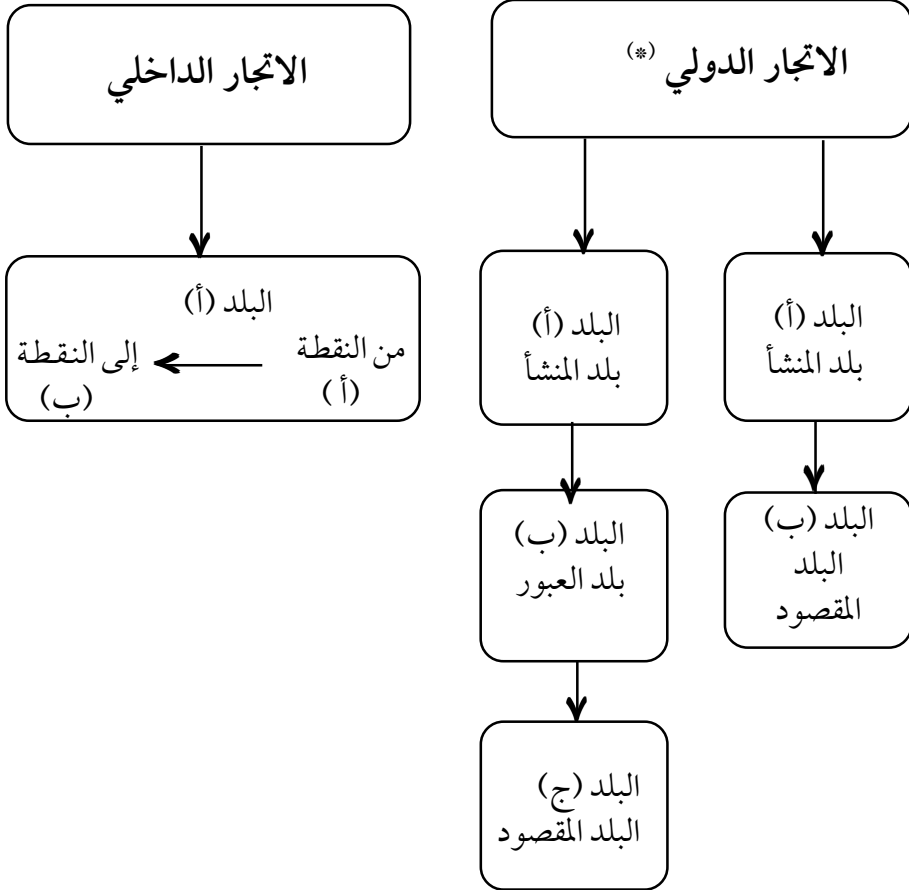 الاتجار الدولي (*)
الاتجار الداخلي
البلد (أ)
بلد المنشأ
البلد (ب)
البلد
المقصود
البلد (أ)
بلد المنشأ
البلد (ب)
بلد العبور
البلد (ج)
البلد المقصود
البلد (أ)
من النقطة
(أ)
إلى النقطة
(ب)